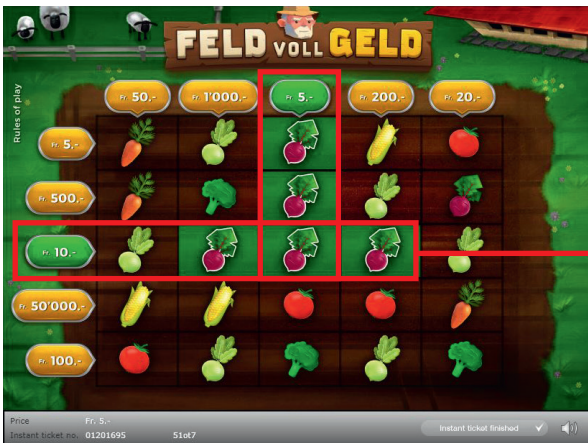 FELD VOLL GELD
Rules of play
Fr. 50,- Fr. 1'000,- Fr. 5,- Fr. 200,- Fr. 20,-
Fr. 5,-
Fr. 500,-
Fr. 10,-
Fr. 50'000,-
Fr. 100,-
Price Fr. 5.-
Instant ticket no. 01201695 51ot7
Instant ticket finished